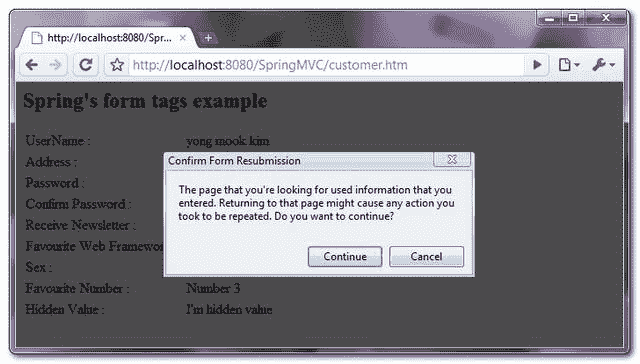 http://localhost:8080/Spr...
http://localhost:8080/SpringMVC/customer.htm
Spring's form tags example
UserName : yong mook kim
Address :
Password :
Confirm Password :
Receive Newsletter :
Favourite Web Framewor
Sex :
Favourite Number : Number 3
Hidden Value : I'm hidden value
Confirm Form Resubmission
The page that you're looking for used information that you
entered. Returning to that page might cause any action you
took to be repeated. Do you want to continue?
Continue Cancel